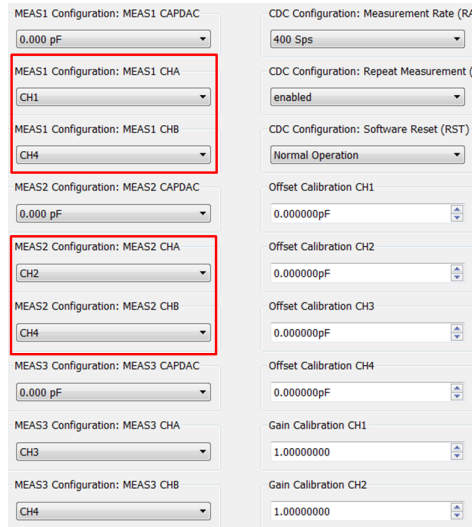 MEAS1 Configuration: MEAS1 CAPDAC
0.000 pF
MEAS1 Configuration: MEAS1 CHA
CH1
MEAS1 Configuration: MEAS1 CHB
CH4
MEAS2 Configuration: MEAS2 CAPDAC
0.000 pF
MEAS2 Configuration: MEAS2 CHA
CH2
MEAS2 Configuration: MEAS2 CHB
CH4
MEAS3 Configuration: MEAS3 CAPDAC
0.000 pF
MEAS3 Configuration: MEAS3 CHA
CH3
MEAS3 Configuration: MEAS3 CHB
CH4
CDC Configuration: Measurement Rate (RA
400 Sps
CDC Configuration: Repeat Measurement (
enabled
CDC Configuration: Software Reset (RST)
Normal Operation
Offset Calibration CH1
0.000000pF
Offset Calibration CH2
0.000000pF
Offset Calibration CH3
0.000000pF
Offset Calibration CH4
0.000000pF
Gain Calibration CH1
1.00000000
Gain Calibration CH2
1.00000000